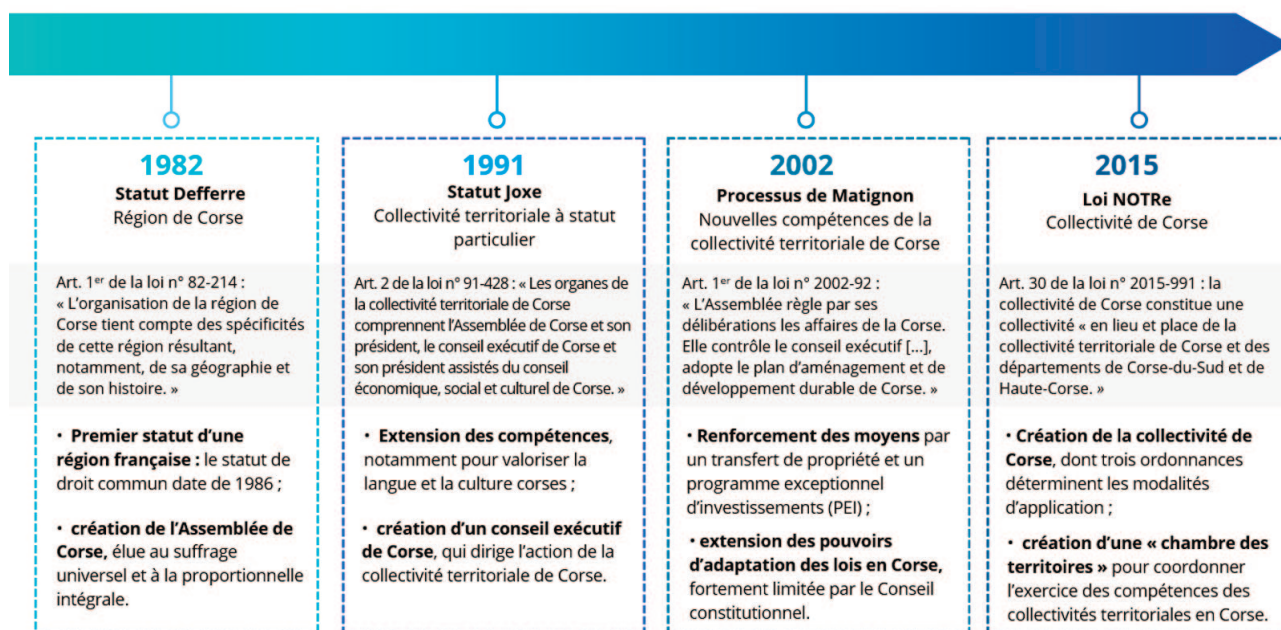 1982
Statut Defferre
Région de Corse
Art. 1er de la loi n° 82-214 :
« L'organisation de la région de
Corse tient compte des spécificités
de cette région résultant,
notamment, de sa géographie et
de son histoire. »
• Premier statut d'une
région française : le statut de
droit commun date de 1986 ;
• création de l'Assemblée de
Corse, élue au suffrage
universel et à la proportionnelle
intégrale.
1991
Statut Joxe
Collectivité territoriale à statut
particulier
Art. 2 de la loi n° 91-428 : « Les organes de
la collectivité territoriale de Corse
comprennent l'Assemblée de Corse et son
président, le conseil exécutif de Corse et
son président assistés du conseil
économique, social et culturel de Corse. »
• Extension des compétences,
notamment pour valoriser la
langue et la culture corses ;
• création d'un conseil exécutif
de Corse, qui dirige l'action de la
collectivité territoriale de Corse.
2002
Processus de Matignon
Nouvelles compétences de la
collectivité territoriale de Corse
Art. 1er de la loi n° 2002-92 :
« L'Assemblée règle par ses
délibérations les affaires de la Corse.
Elle contrôle le conseil exécutif [...],
adopte le plan d'aménagement et de
développement durable de Corse. »
• Renforcement des moyens par
un transfert de propriété et un
programme exceptionnel
d'investissements (PEI) ;
• extension des pouvoirs
d'adaptation des lois en Corse,
fortement limitée par le Conseil
constitutionnel.
2015
Loi NOTRe
Collectivité de Corse
Art. 30 de la loi n° 2015-991 : la
collectivité de Corse constitue une
collectivité « en lieu et place de la
collectivité territoriale de Corse et des
départements de Corse-du-Sud et de
Haute-Corse. »
• Création de la collectivité de
Corse, dont trois ordonnances
déterminent les modalités
d'application ;
• création d'une « chambre des
territoires » pour coordonner
l'exercice des compétences des
collectivités territoriales en Corse.